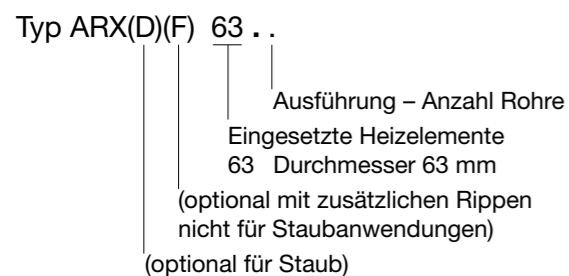 Typ ARX(D)(F) 63 . .
Ausführung – Anzahl Rohre
Eingesetzte Heizelemente
63 Durchmesser 63 mm
(optional mit zusätzlichen Rippen
nicht für Staubanwendungen)
(optional für Staub)